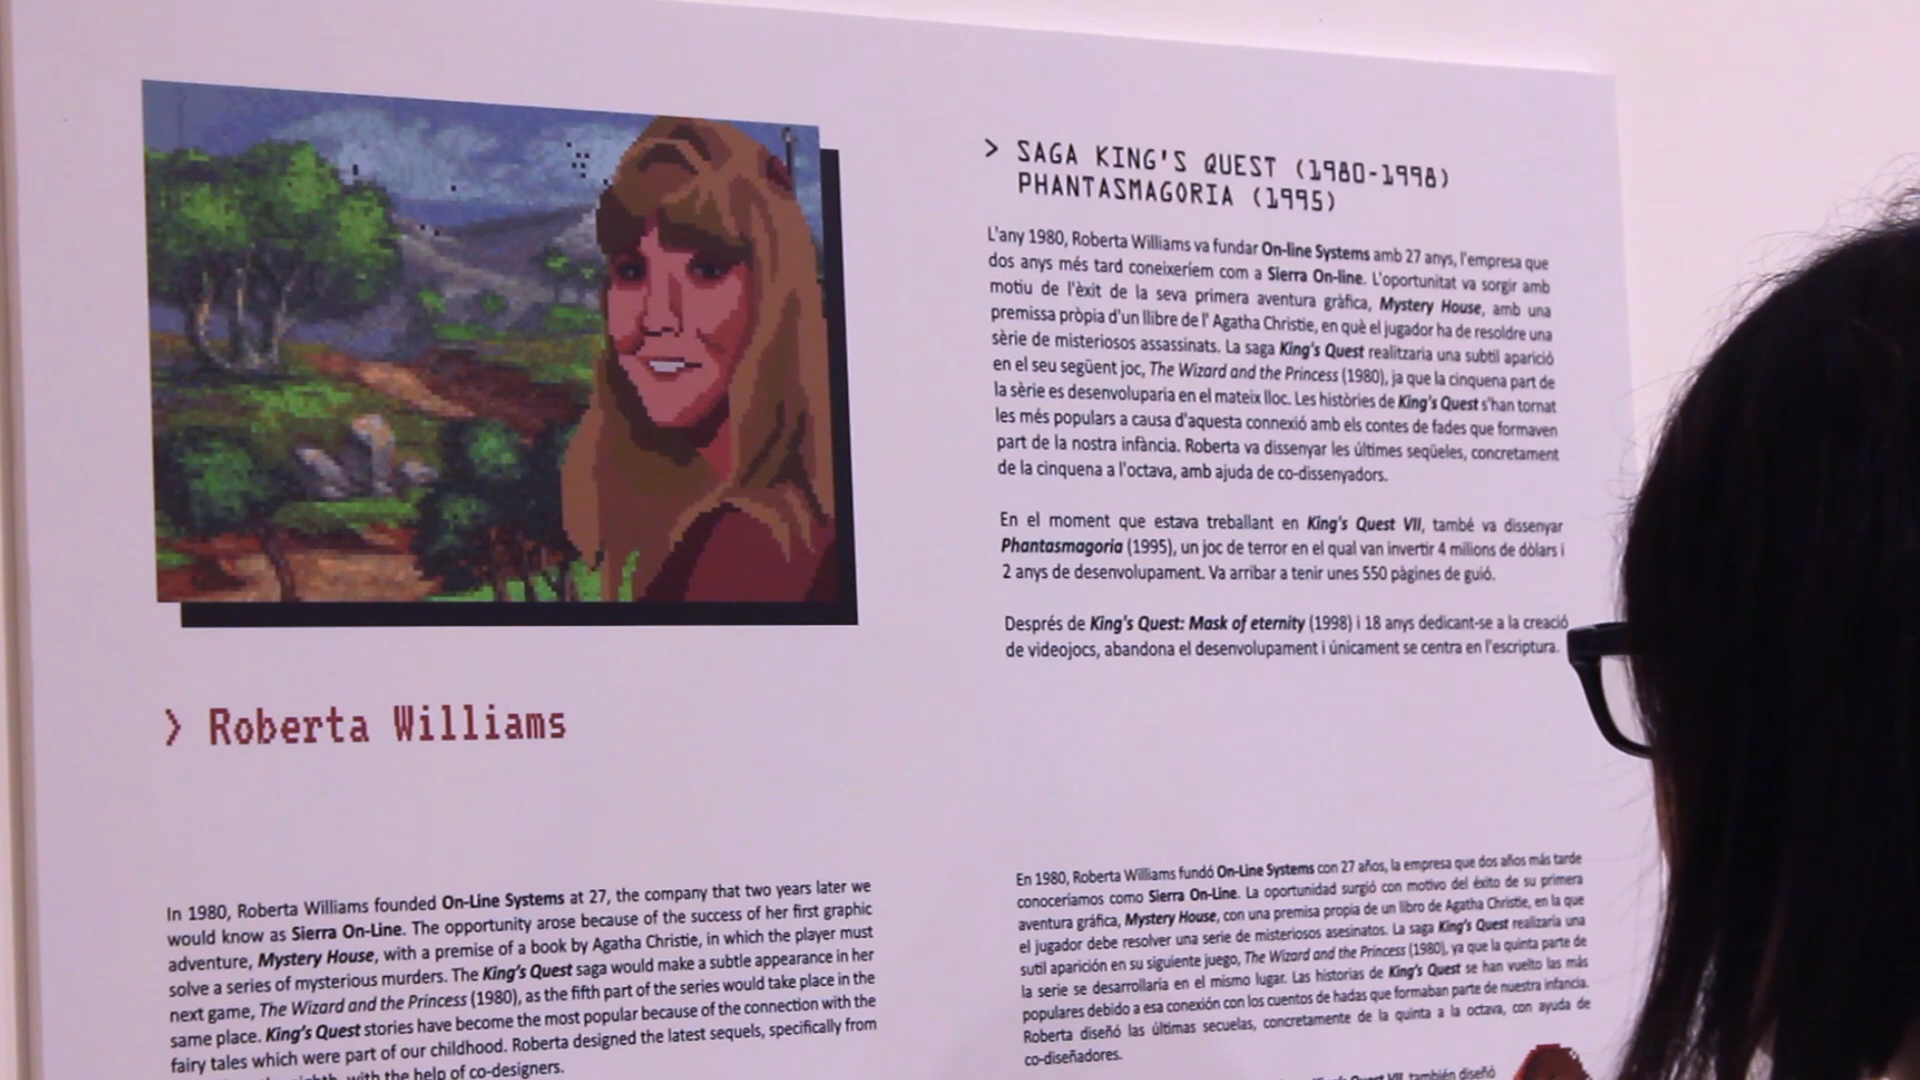 > SAGA KING'S QUEST (1980-1998)
PHANTASMAGORIA (1995)
L'any 1980, Roberta Williams va fundar On-line Systems amb 27 anys, l'empresa que
dos anys més tard coneixeríem com a Sierra On-line. L'oportunitat va sorgir amb
motiu de l'èxit de la seva primera aventura gràfica, Mystery House, amb una
premissa pròpia d'un llibre de l' Agatha Christie, en què el jugador ha de resoldre una
sèrie de misteriosos assassinats. La saga King's Quest realitzaria una subtil aparició
en el seu següent joc, The Wizard and the Princess (1980), ja que la cinquena part de
la sèrie es desenvoluparia en el mateix lloc. Les històries de King's Quest s'han tornat
les més populars a causa d'aquesta connexió amb els contes de fades que formaven
part de la nostra infància. Roberta va dissenyar les últimes seqüeles, concretament
de la cinquena a l'octava, amb ajuda de co-dissenyadors.
En el moment que estava treballant en King's Quest VII, també va dissenyar
Phantasmagoria (1995), un joc de terror en el qual van invertir 4 milions de dòlars i
2 anys de desenvolupament. Va arribar a tenir unes 550 pàgines de guió.
Després de King's Quest: Mask of eternity (1998) i 18 anys dedicant-se a la creació
de videojocs, abandona el desenvolupament i únicament se centra en l'escriptura.
> Roberta Williams
In 1980, Roberta Williams founded On-Line Systems at 27, the company that two years later we
would know as Sierra On-Line. The opportunity arose because of the success of her first graphic
adventure, Mystery House, with a premise of a book by Agatha Christie, in which the player must
solve a series of mysterious murders. The King's Quest saga would make a subtle appearance in her
next game, The Wizard and the Princess (1980), as the fifth part of the series would take place in the
same place. King's Quest stories have become the most popular because of the connection with the
fairy tales which were part of our childhood. Roberta designed the latest sequels, specifically from
with the help of co-designers.
En 1980, Roberta Williams fundó On-Line Systems con 27 años, la empresa que dos años más tarde
conoceríamos como Sierra On-Line. La oportunidad surgió con motivo del éxito de su primera
aventura gráfica, Mystery House, con una premisa propia de un libro de Agatha Christie, en la que
el jugador debe resolver una serie de misteriosos asesinatos. La saga King's Quest realizaría una
sutil aparición en su siguiente juego, The Wizard and the Princess (1980), ya que la quinta parte de
la serie se desarrollaría en el mismo lugar. Las historias de King's Quest se han vuelto las más
populares debido a esa conexión con los cuentos de hadas que formaban parte de nuestra infancia.
Roberta diseñó las últimas secuelas, concretamente de la quinta a la octava, con ayuda de
co-diseñadores.
Quest VII, también diseñó